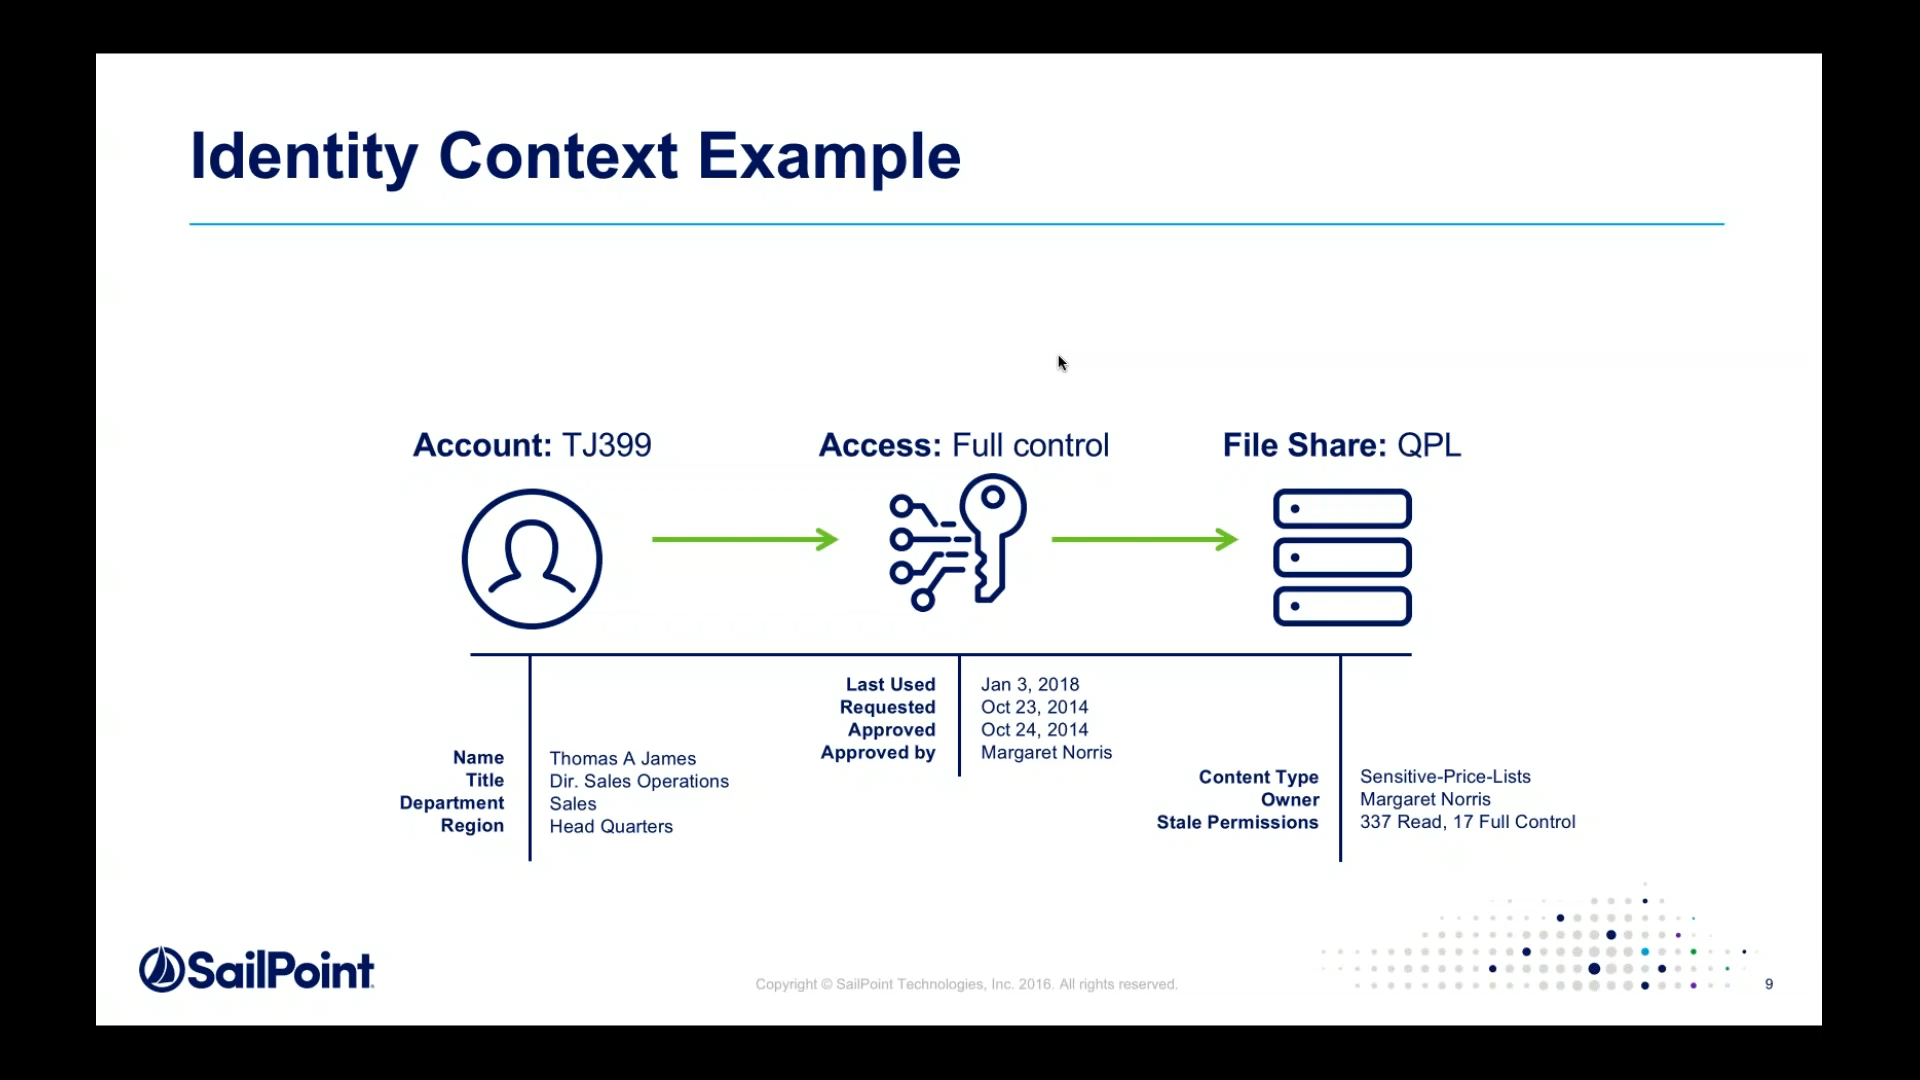 Identity Context Example
Account: TJ399
Access: Full control
File Share: QPL
Last Used Jan 3, 2018
Requested Oct 23, 2014
Approved Oct 24, 2014
Approved by Margaret Norris
Name Thomas A James
Title Dir. Sales Operations
Department Sales
Region Head Quarters
Content Type Sensitive-Price-Lists
Owner Margaret Norris
Stale Permissions 337 Read, 17 Full Control
SailPoint
Copyright © SailPoint Technologies, Inc. 2016. All rights reserved.
9